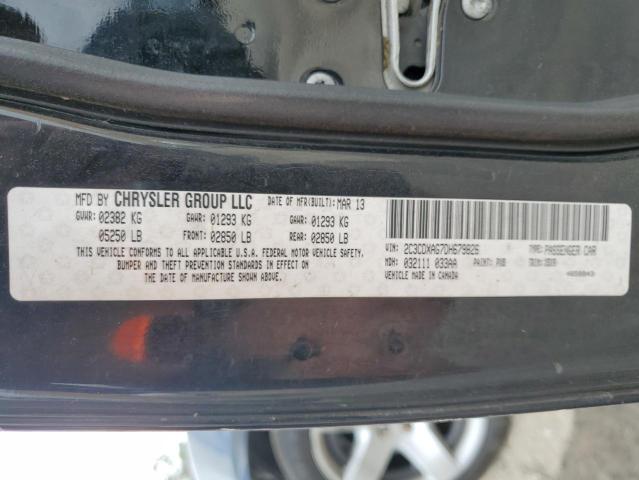 MFD BY CHRYSLER GROUP LLC DATE OF MFR(BUILT): MAR 13
GVWR: 02382 KG GAWR: 01293 KG GAWR: 01293 KG
05250 LB FRONT: 02850 LB REAR: 02850 LB
THIS VEHICLE CONFORMS TO ALL APPLICABLE U.S.A. FEDERAL MOTOR VEHICLE SAFETY,
BUMPER AND THEFT PREVENTION STANDARDS IN EFFECT ON
THE DATE OF MANUFACTURE SHOWN ABOVE.
VIN: 2C3CDXAG7DH679826 TYPE: PASSENGER CAR
MDH: 032111 033AA PAINT: PXB TRIM:
VEHICLE MADE IN CANADA